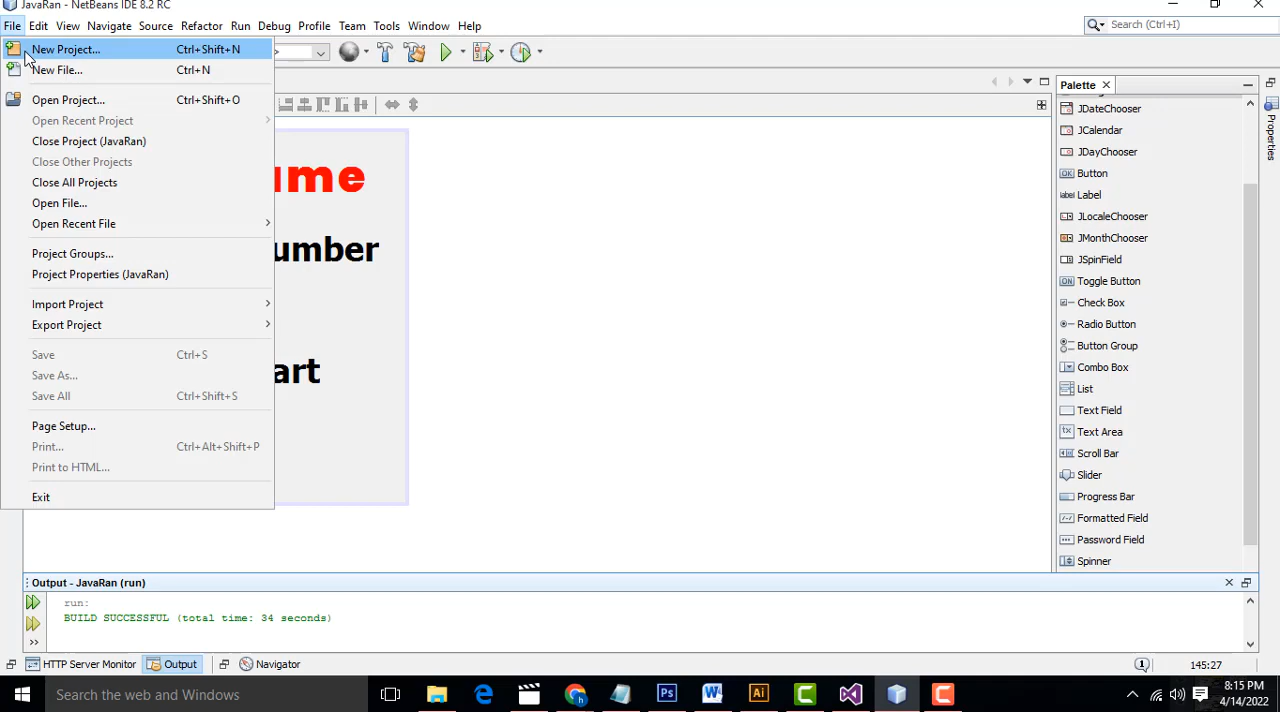 JavaRan - NetBeans IDE 8.2 RC
File Edit View Navigate Source Refactor Run Debug Profile Team Tools Window Help
Search (Ctrl+I)
New Project... Ctrl+Shift+N
New File... Ctrl+N
Open Project... Ctrl+Shift+O
Open Recent Project
Close Project (JavaRan)
Close Other Projects
Close All Projects
Open File...
Open Recent File
Project Groups...
Project Properties (JavaRan)
Import Project
Export Project
Save Ctrl+S
Save As...
Save All Ctrl+Shift+S
Page Setup...
Print... Ctrl+Alt+Shift+P
Print to HTML...
Exit
ame
umber
art
Palette
JDateChooser
JCalendar
JDayChooser
OK Button
label Label
JLocaleChooser
JMonthChooser
JSpinField
ON Toggle Button
Check Box
Radio Button
Button Group
Combo Box
List
Text Field
Text Area
Scroll Bar
Slider
Progress Bar
Formatted Field
Password Field
Spinner
Properties
Output - JavaRan (run)
run:
BUILD SUCCESSFUL (total time: 34 seconds)
HTTP Server Monitor Output Navigator
1 145:27
Search the web and Windows
Ps Ai
8:15 PM
4/14/2022